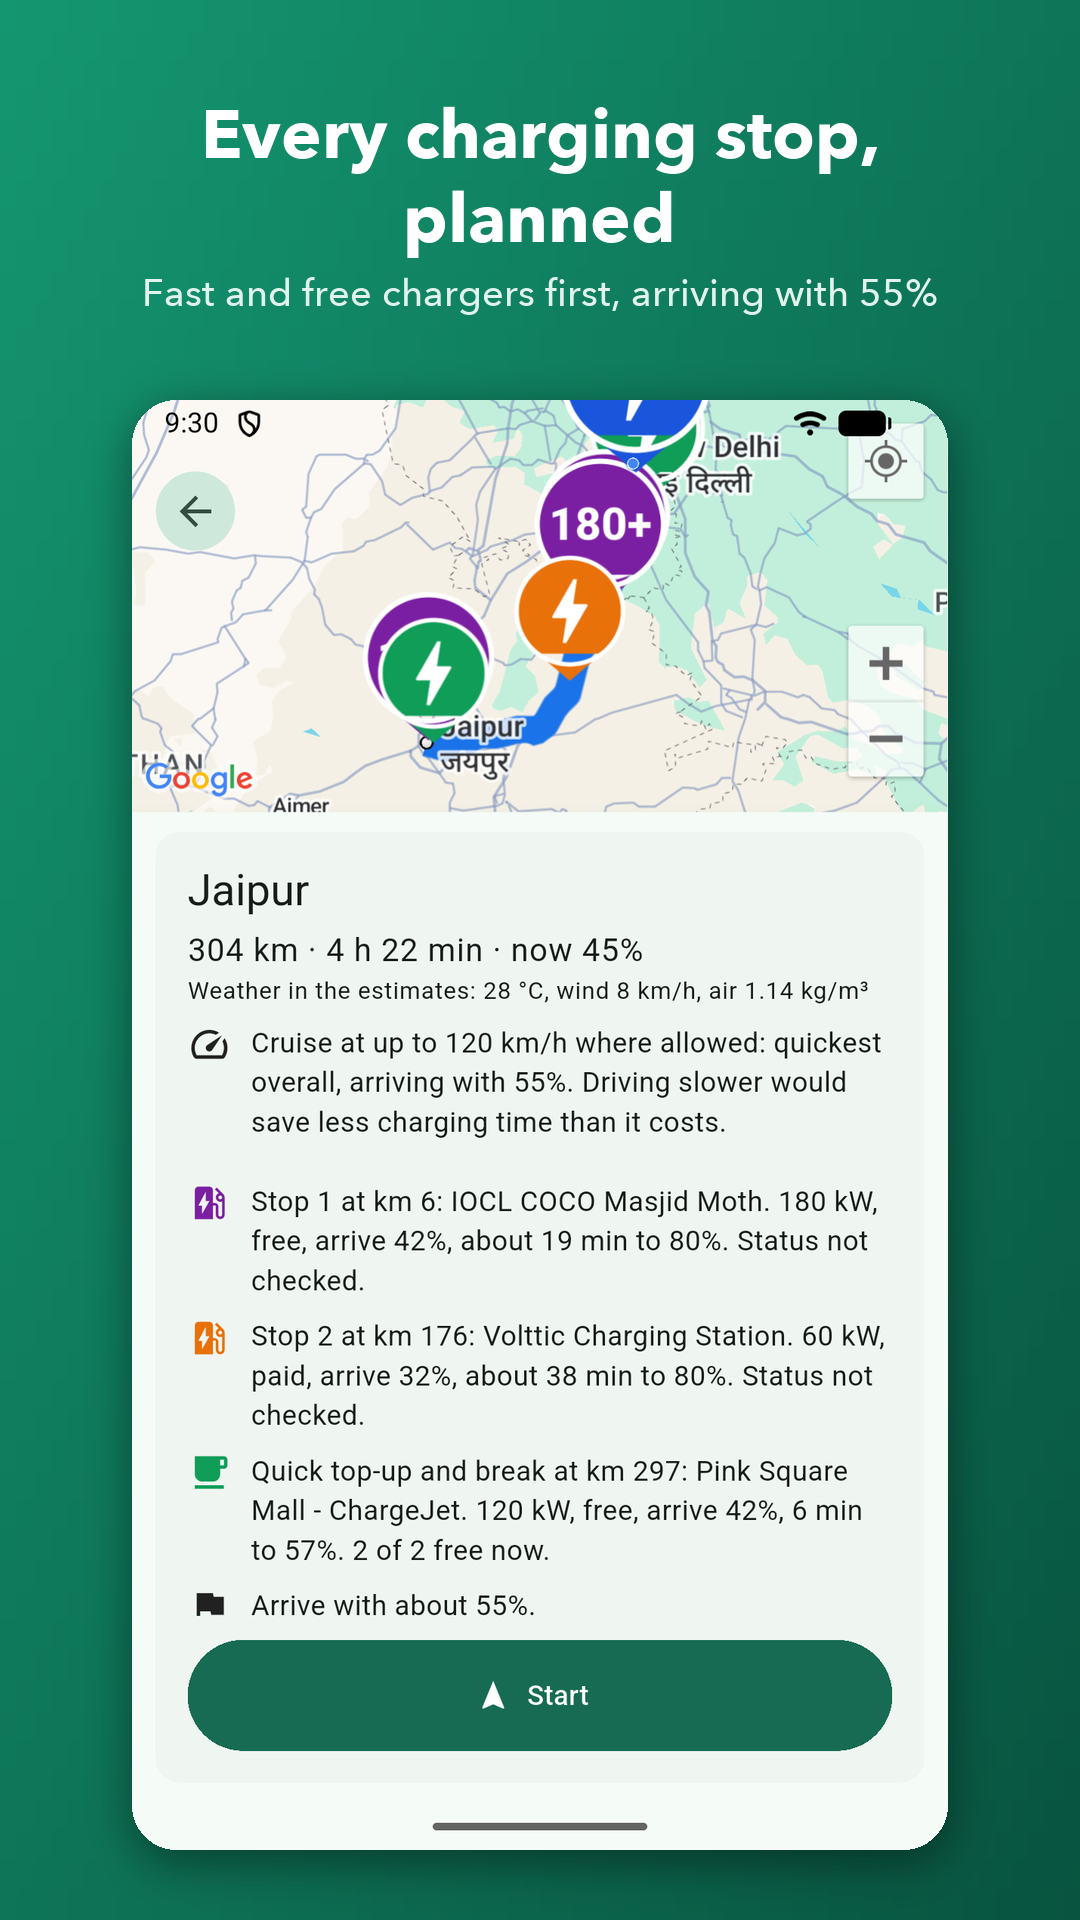 Every charging stop,
planned
Fast and free chargers first, arriving with 55%
9:30
Delhi
दिल्ली
180+
Jaipur
जयपुर
Google
Ajmer
Jaipur
304 km · 4 h 22 min · now 45%
Weather in the estimates: 28 °C, wind 8 km/h, air 1.14 kg/m³
Cruise at up to 120 km/h where allowed: quickest
overall, arriving with 55%. Driving slower would
save less charging time than it costs.
Stop 1 at km 6: IOCL COCO Masjid Moth. 180 kW,
free, arrive 42%, about 19 min to 80%. Status not
checked.
Stop 2 at km 176: Volttic Charging Station. 60 kW,
paid, arrive 32%, about 38 min to 80%. Status not
checked.
Quick top-up and break at km 297: Pink Square
Mall - ChargeJet. 120 kW, free, arrive 42%, 6 min
to 57%. 2 of 2 free now.
Arrive with about 55%.
Start